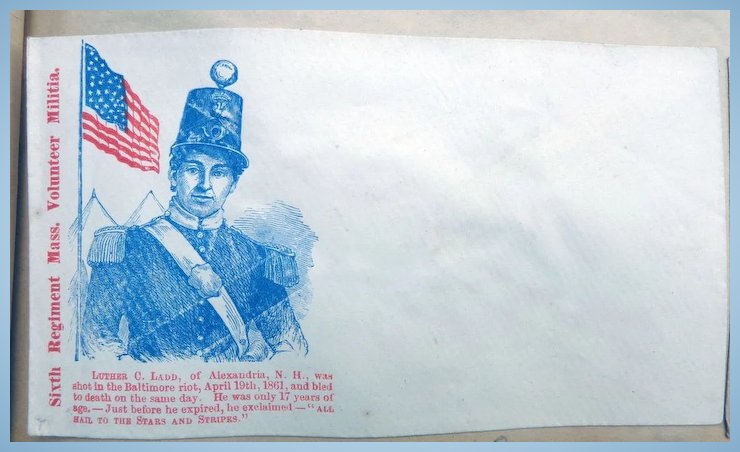 Sixth Regiment Mass. Volunteer Militia.
LUTHER C. LADD, of Alexandria, N. H., was
shot in the Baltimore riot, April 19th, 1861, and bled
to death on the same day. He was only 17 years of
age.—Just before he expired, he exclaimed—"ALL
HAIL TO THE STARS AND STRIPES."